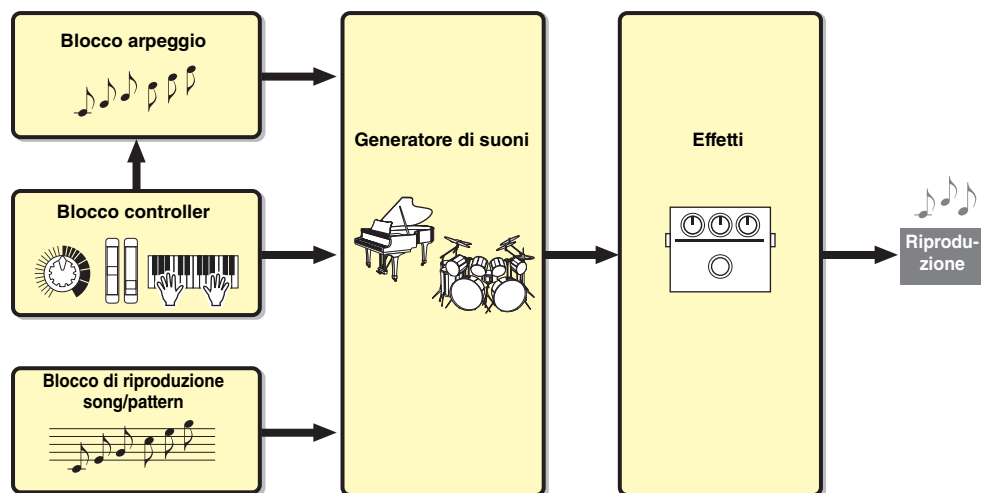 Blocco arpeggio
Blocco controller
Blocco di riproduzione
song/pattern
Generatore di suoni
Effetti
Riprodu-
zione